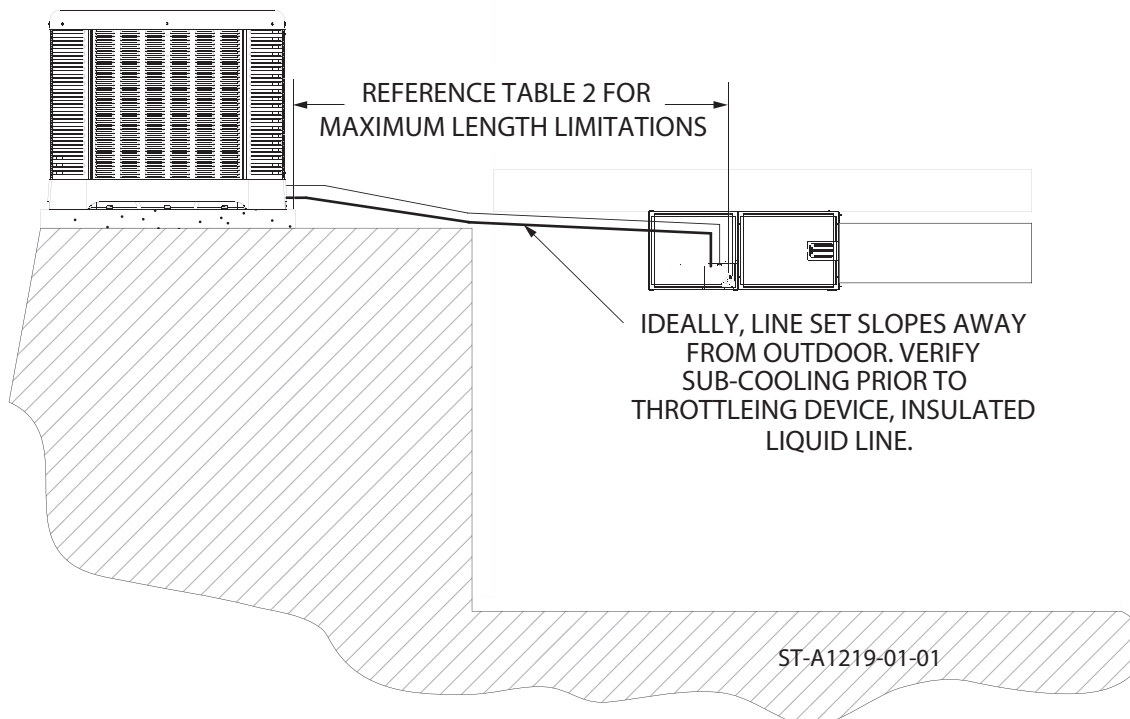 REFERENCE TABLE 2 FOR
MAXIMUM LENGTH LIMITATIONS
IDEALLY, LINE SET SLOPES AWAY
FROM OUTDOOR. VERIFY
SUB-COOLING PRIOR TO
THROTTLEING DEVICE, INSULATED
LIQUID LINE.
ST-A1219-01-01